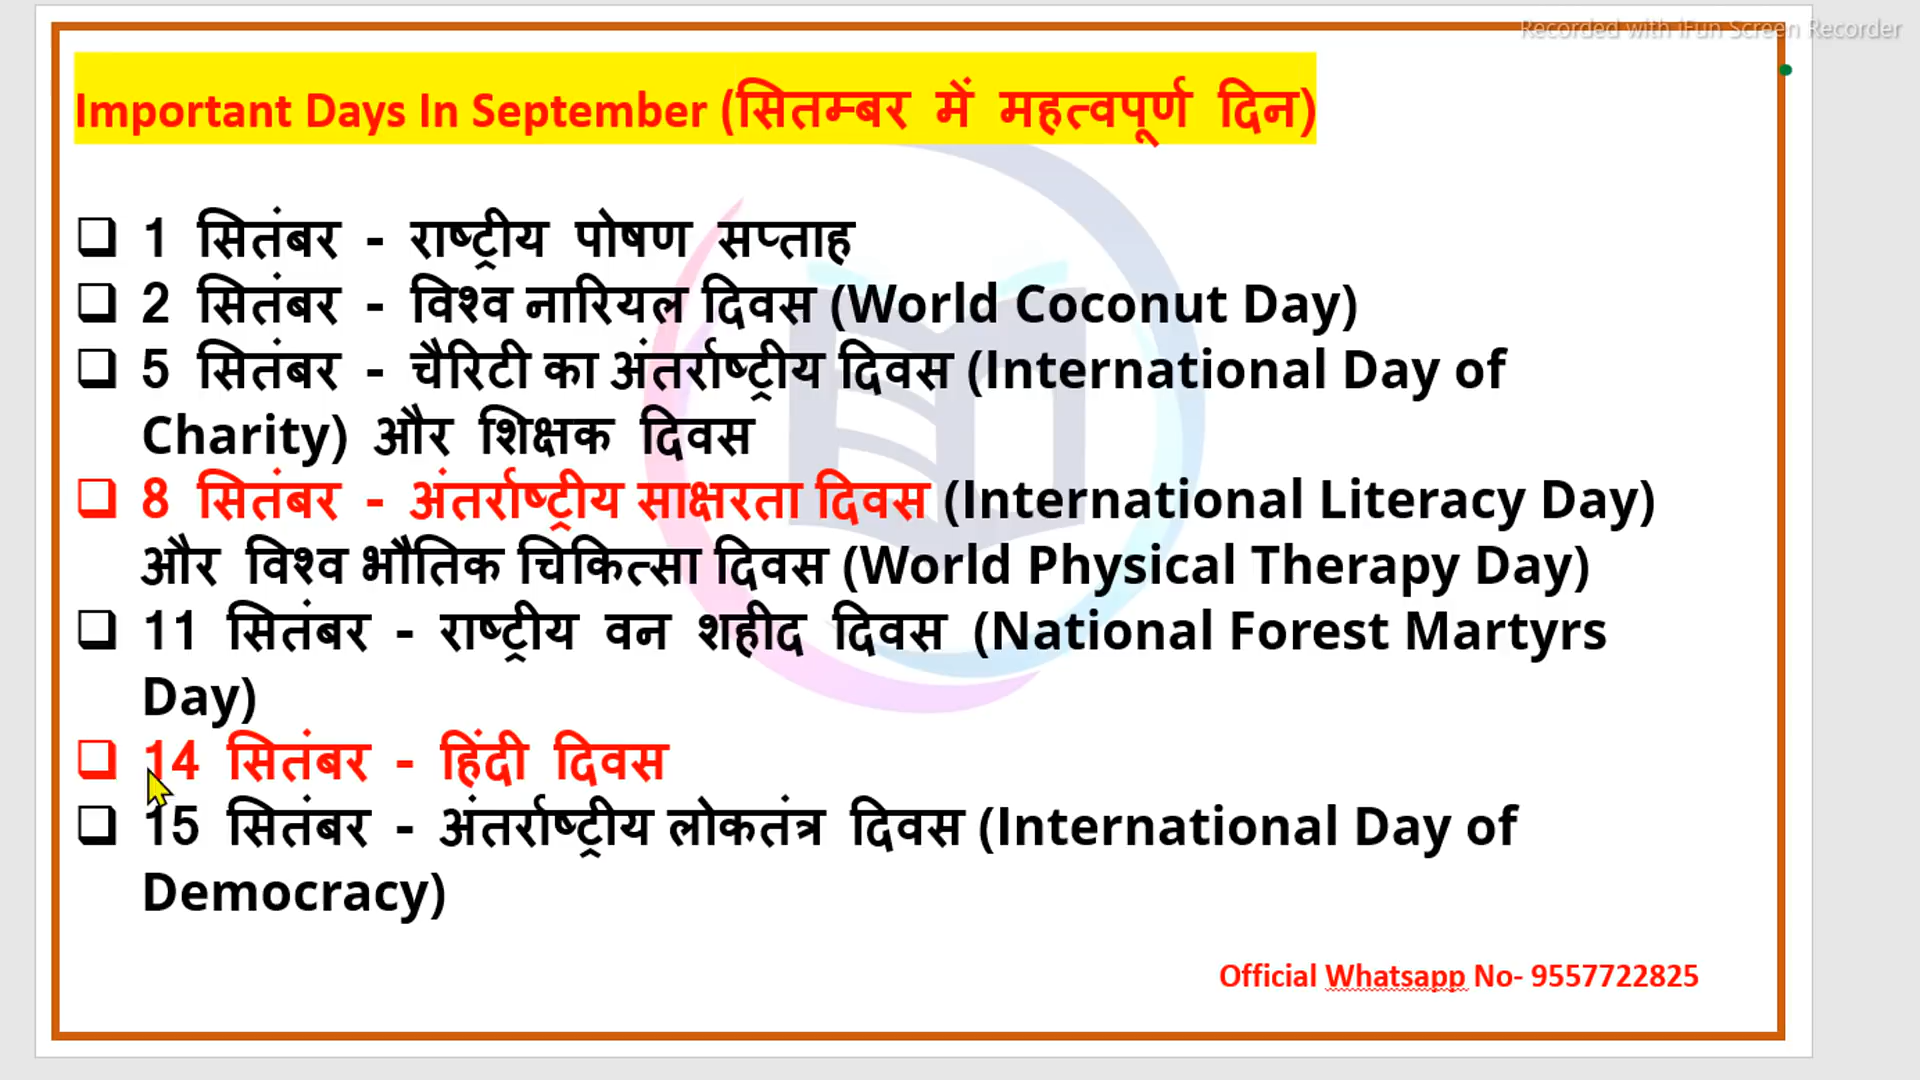 Recorded with iFun Screen Recorder
Important Days In September (सितम्बर में महत्वपूर्ण दिन)
1 सितंबर - राष्ट्रीय पोषण सप्ताह
2 सितंबर - विश्व नारियल दिवस (World Coconut Day)
5 सितंबर - चैरिटी का अंतर्राष्ट्रीय दिवस (International Day of
Charity) और शिक्षक दिवस
8 सितंबर - अंतर्राष्ट्रीय साक्षरता दिवस (International Literacy Day)
और विश्व भौतिक चिकित्सा दिवस (World Physical Therapy Day)
11 सितंबर - राष्ट्रीय वन शहीद दिवस (National Forest Martyrs
Day)
14 सितंबर - हिंदी दिवस
15 सितंबर - अंतर्राष्ट्रीय लोकतंत्र दिवस (International Day of
Democracy)
Official Whatsapp No- 9557722825